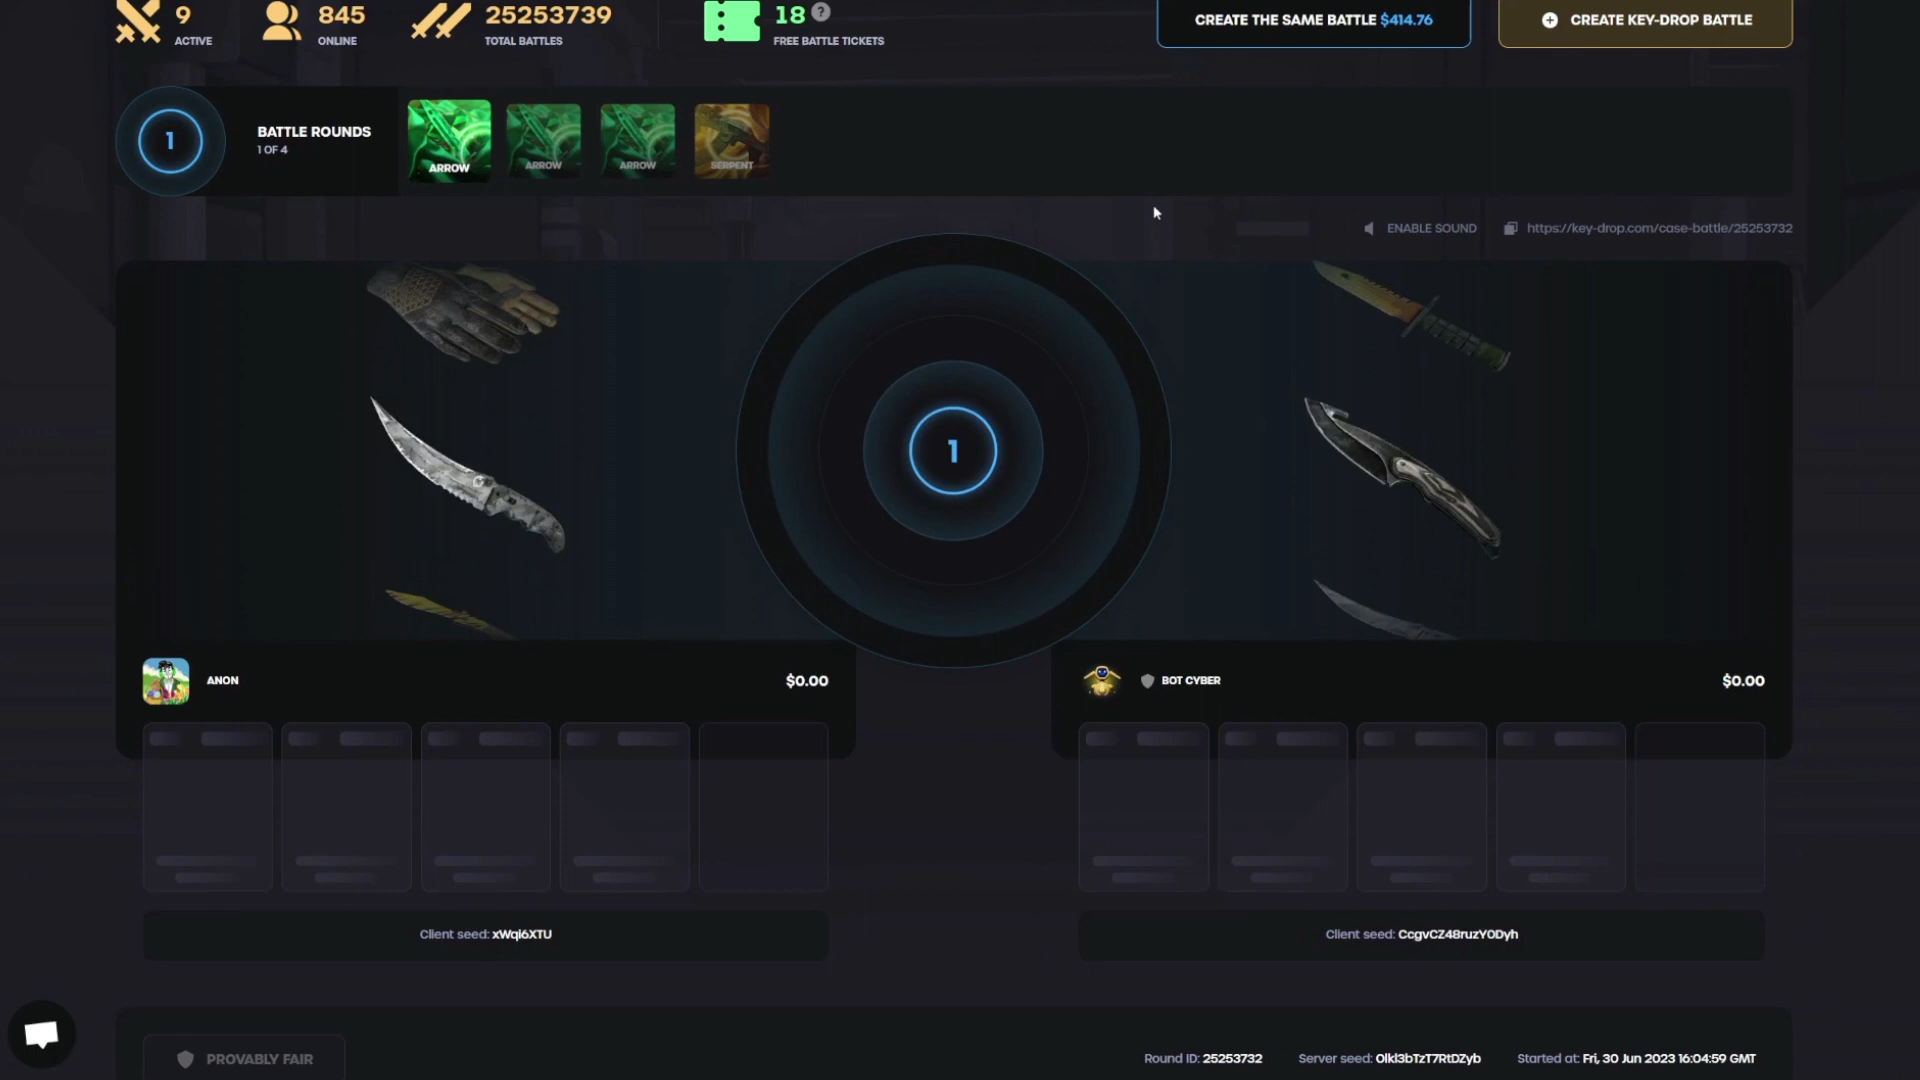 9
ACTIVE
845
ONLINE
25253739
TOTAL BATTLES
18 ?
FREE BATTLE TICKETS
CREATE THE SAME BATTLE $414.76
CREATE KEY-DROP BATTLE
1
BATTLE ROUNDS
1 OF 4
ARROW
ARROW
ARROW
SERPENT
ENABLE SOUND
https://key-drop.com/case-battle/25253732
1
ANON
$0.00
BOT CYBER
$0.00
Client seed: xWql6XTU
Client seed: CcgvCZ48ruzY0Dyh
PROVABLY FAIR
Round ID: 25253732
Server seed: Olkl3bTzT7RtDZyb
Started at: Fri, 30 Jun 2023 16:04:59 GMT